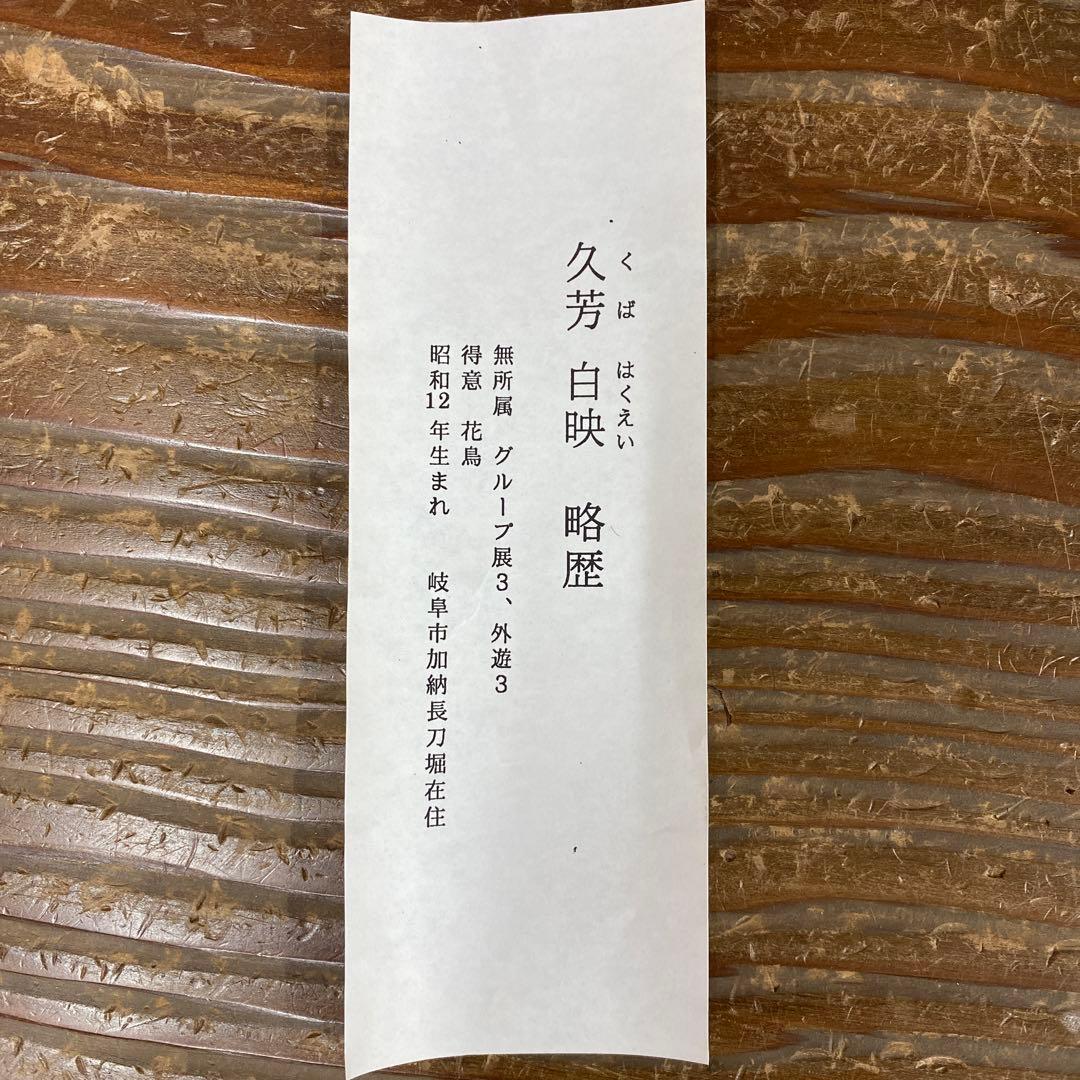 くば はくえい
久芳 白映 略歴
無所属 グループ展3、外遊3
得意 花鳥
昭和12年生まれ 岐阜市加納長刀堀在住